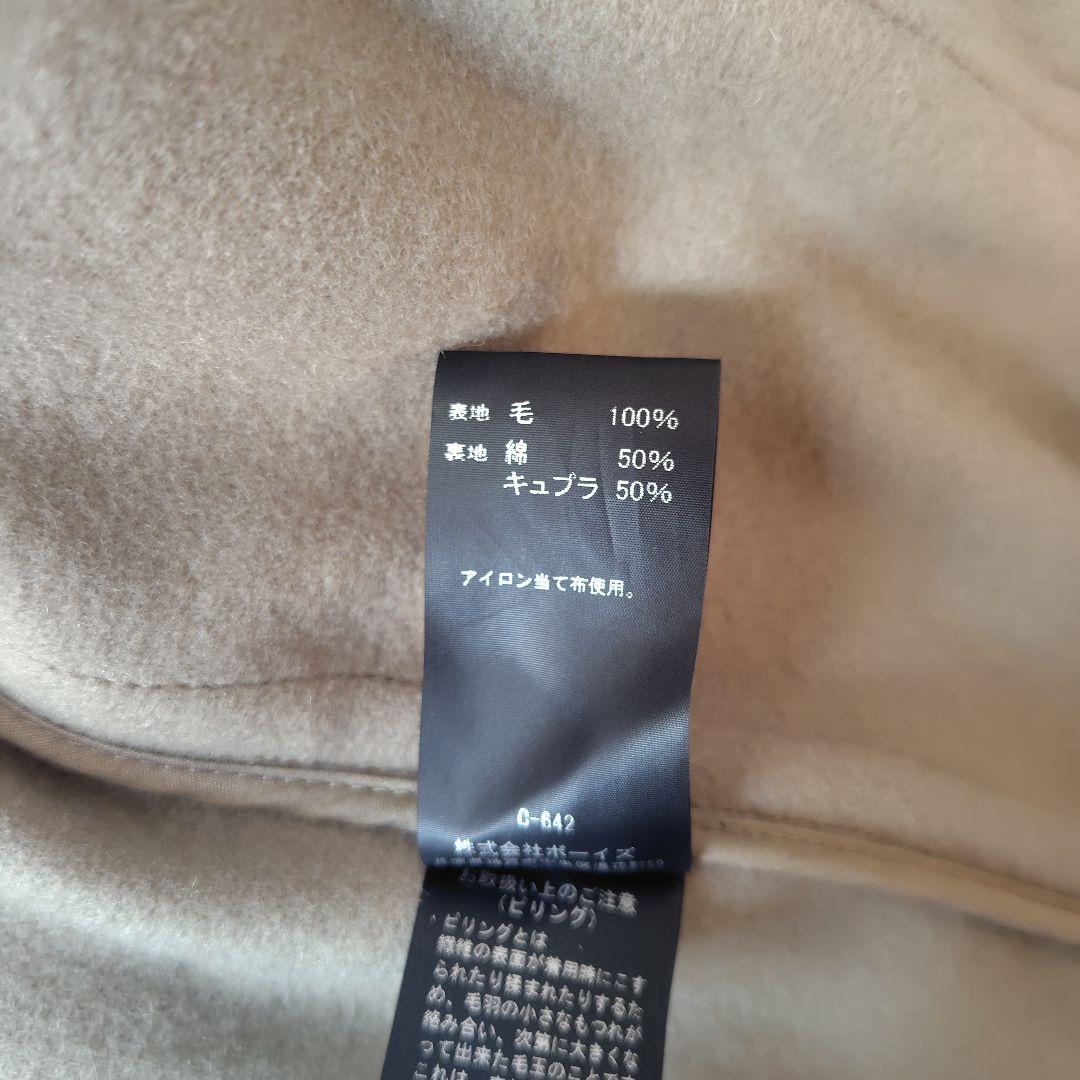 表地 毛 100%
裏地 綿 50%
キュプラ 50%
アイロン当て布使用。
C-642
株式会社ボーイズ
お取扱い上のご注意
(ピリング)
・ピリングとは
繊維の表面が着用時にこす
られたり揉まれたりするた
め、毛羽の小さなもつれが
絡み合い、次第に大きくな
って出来た毛玉のことです
これは、